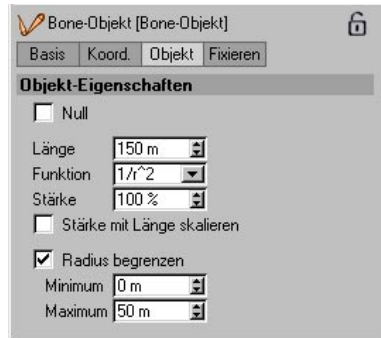 Bone-Objekt [Bone-Objekt]
Basis Koord. Objekt Fixieren
Objekt-Eigenschaften
Null
Länge 150 m
Funktion 1/r^2
Stärke 100 %
Stärke mit Länge skalieren
Radius begrenzen
Minimum 0 m
Maximum 50 m